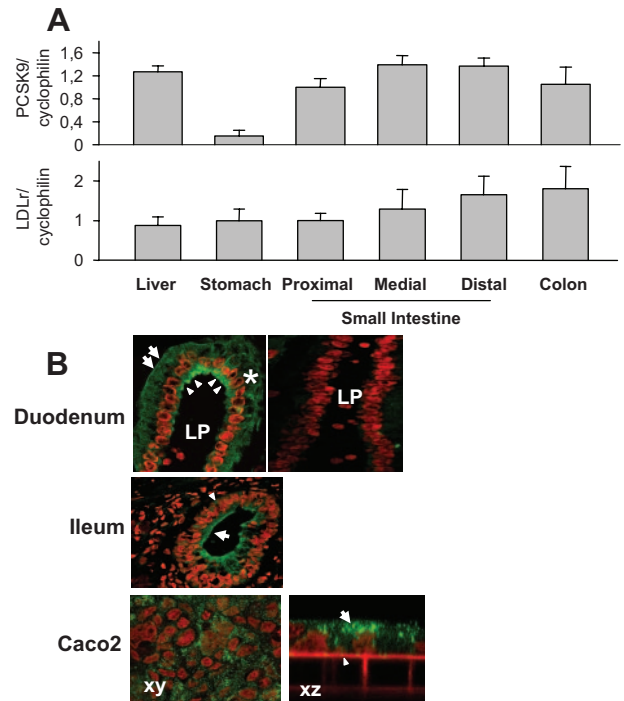 A
PCSK9/
cyclophilin
1,6
1,2
0,8
0,4
0
LDLr/
cyclophilin
2
1
0
Liver Stomach Proximal Medial Distal Colon
Small Intestine
B
Duodenum
*
LP
LP
Ileum
Caco2
xy
xz